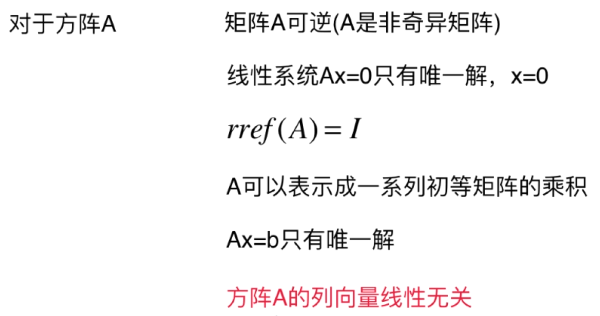 对于方阵A 矩阵A可逆(A是非奇异矩阵)
线性系统Ax=0只有唯一解，x=0
rref(A)=I
A可以表示成一系列初等矩阵的乘积
Ax=b只有唯一解
方阵A的列向量线性无关